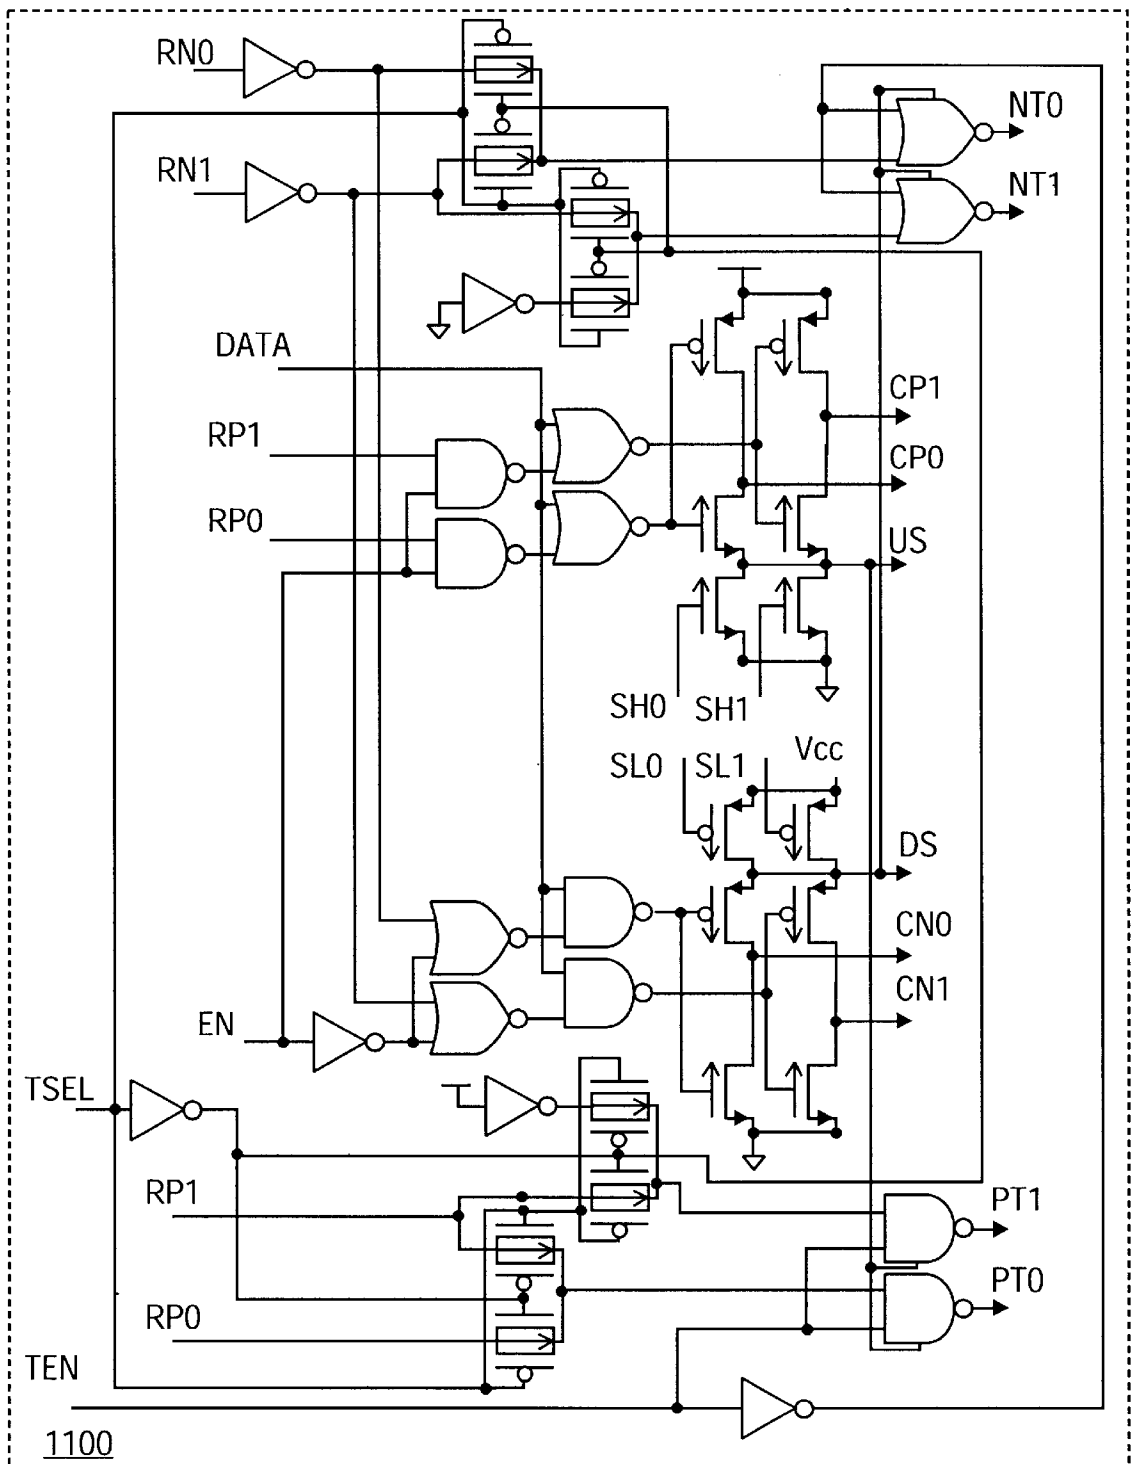 RN0
NT0
RN1
NT1
DATA
CP1
RP1
CP0
RP0
US
SH0 SH1
Vcc
SL0 SL1
DS
CN0
CN1
EN
TSEL
RP1
PT1
PT0
RP0
TEN
1100